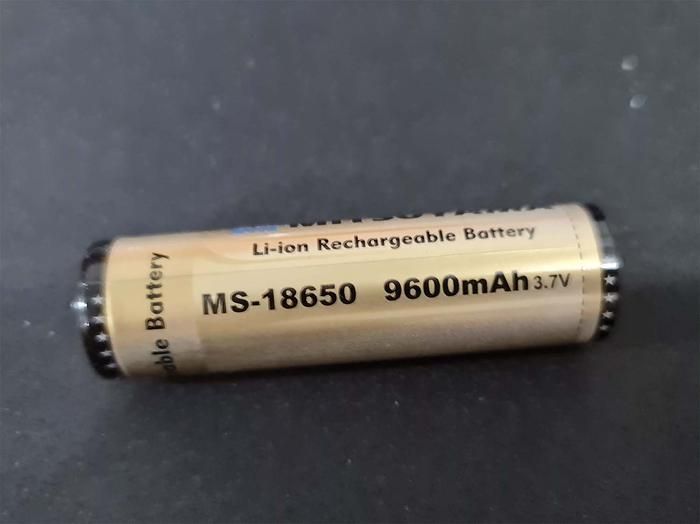 Li-ion Rechargeable Battery
MS-18650 9600mAh 3.7V
Battery